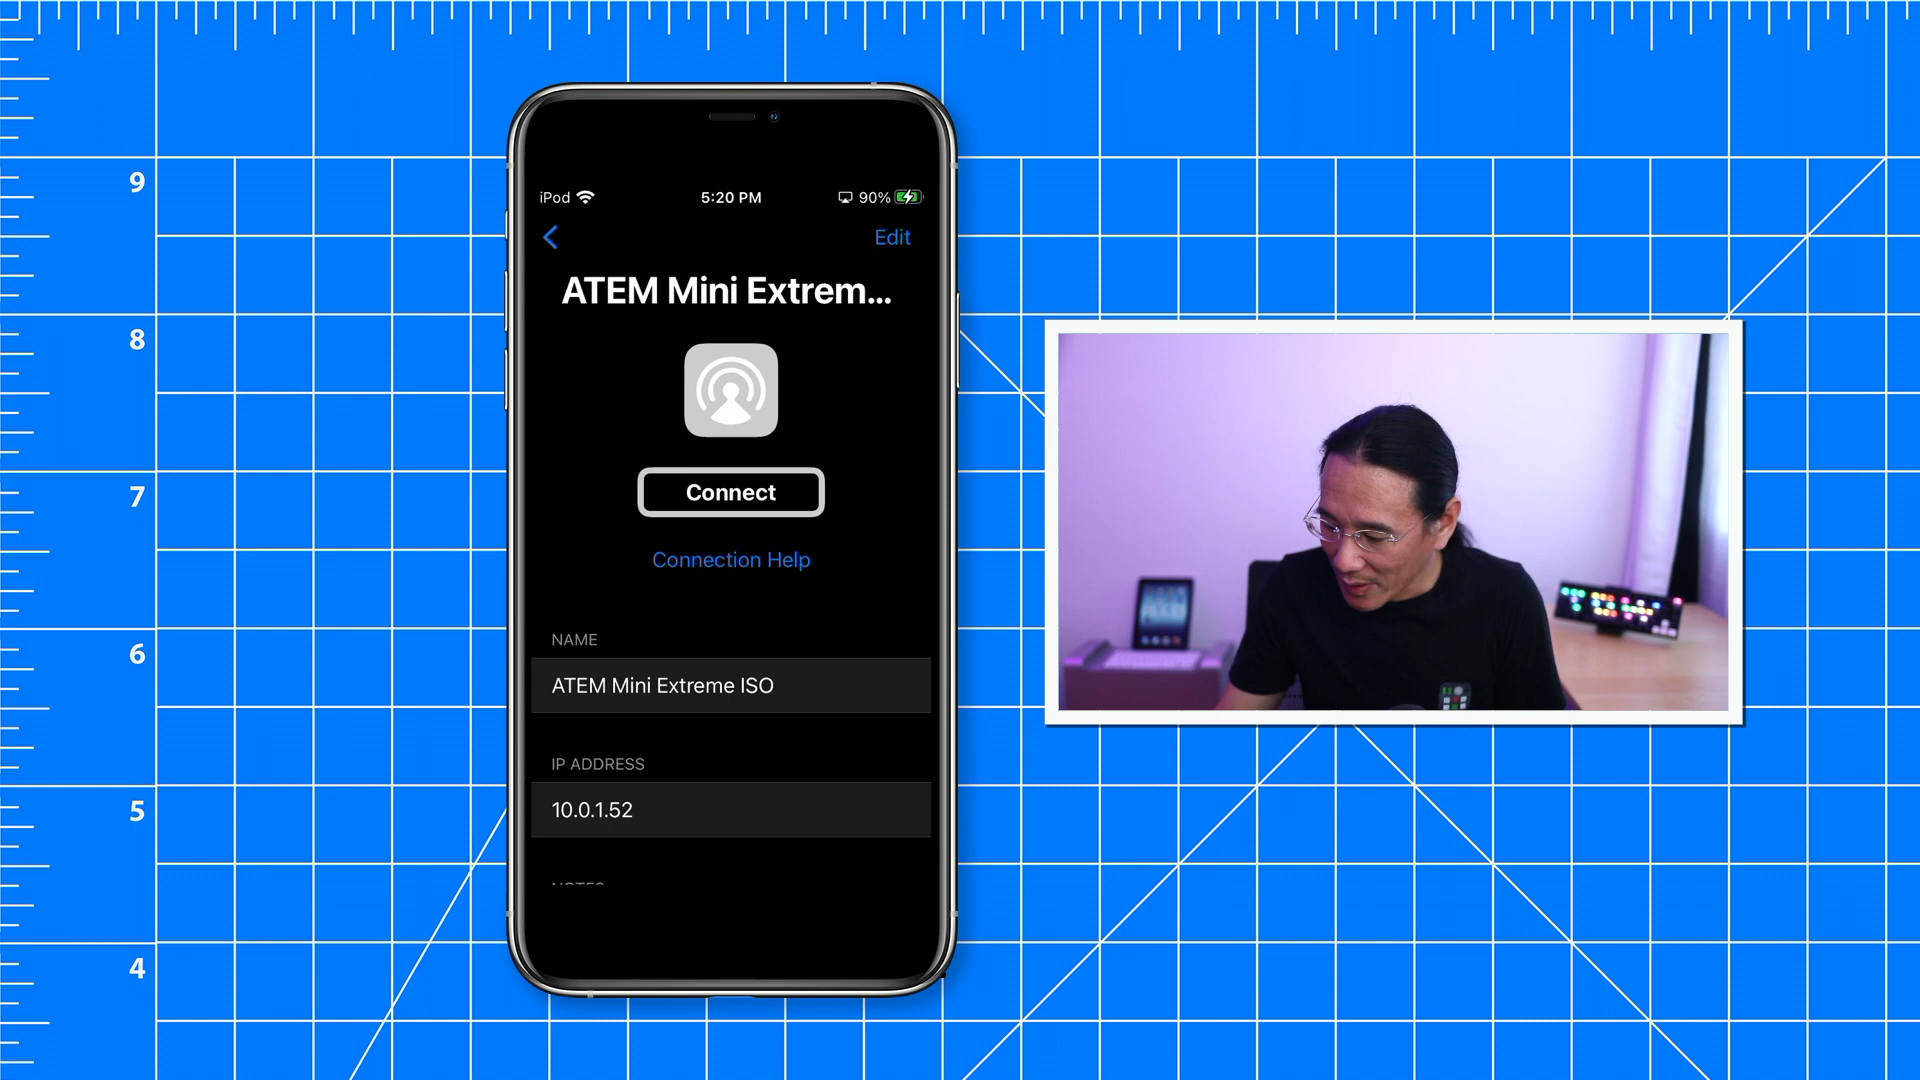 9
8
7
6
5
4
iPod
5:20 PM
90%
Edit
ATEM Mini Extrem...
Connect
Connection Help
NAME
ATEM Mini Extreme ISO
IP ADDRESS
10.0.1.52